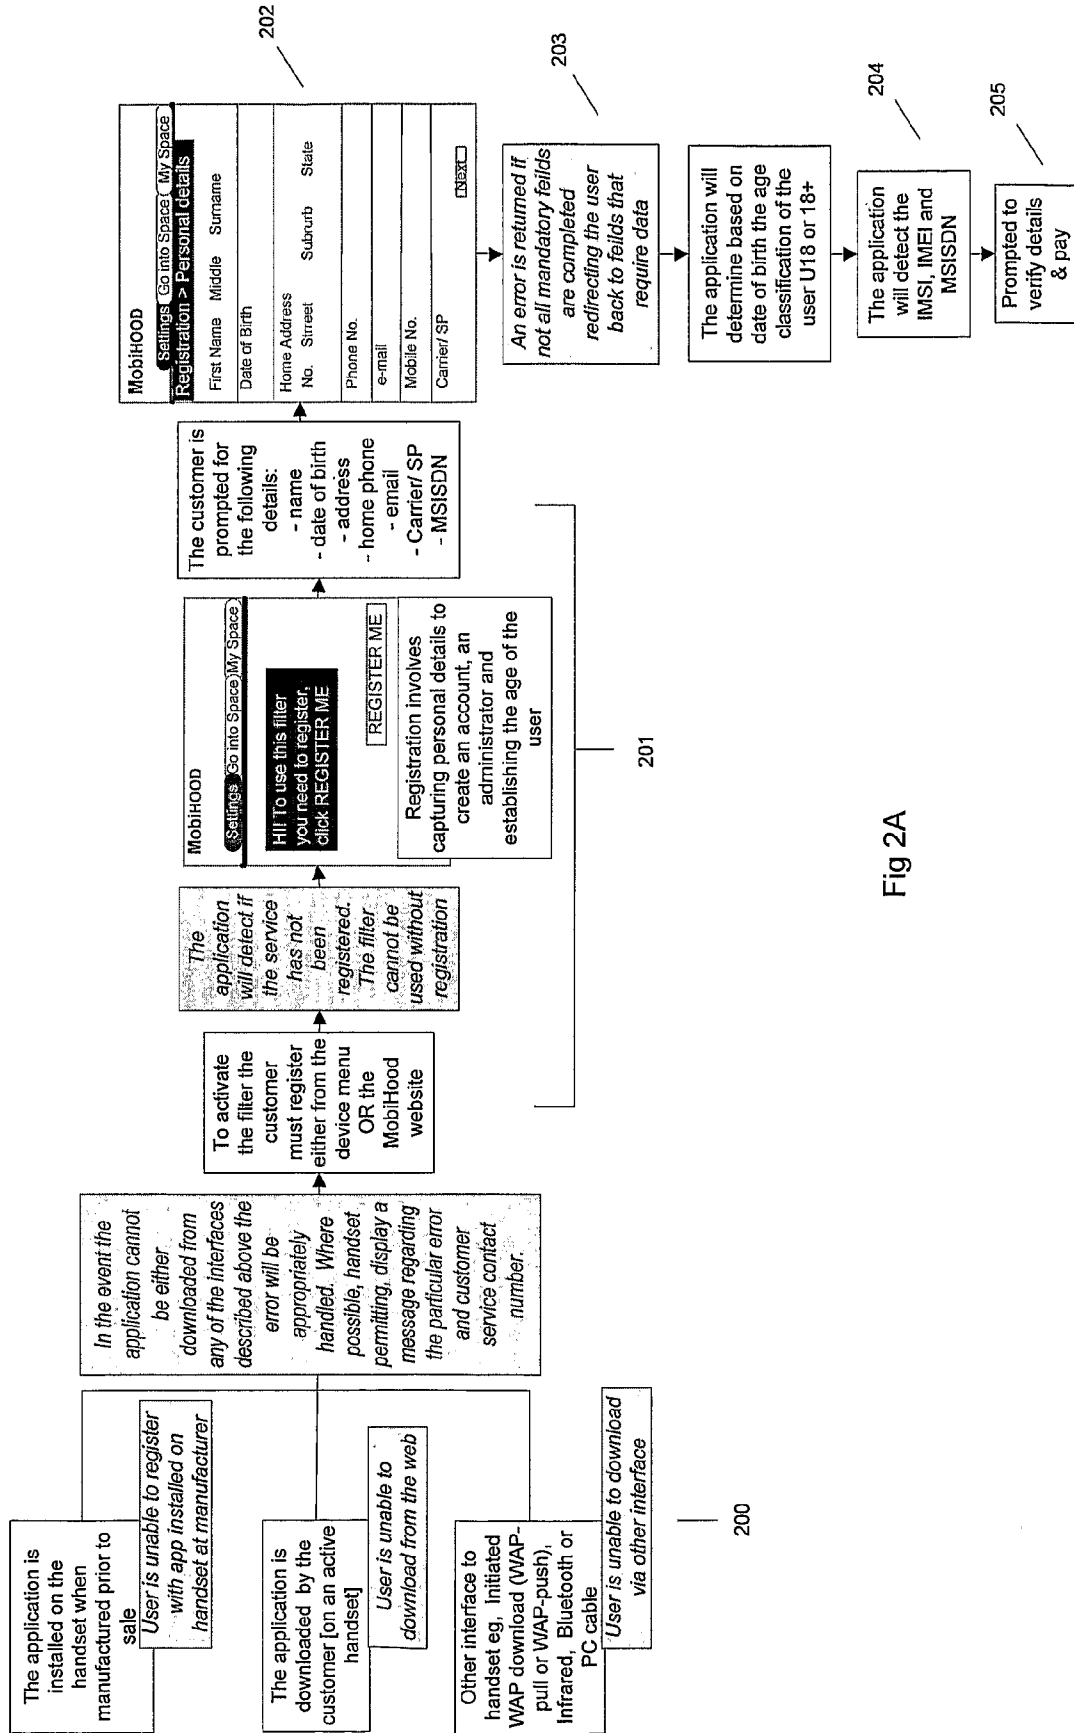 The application is
installed on the
handset when
manufactured prior to
sale
User is unable to register
with app installed on
handset at manufacturer
The application is
downloaded by the
customer [on an active
handset]
User is unable to
download from the web
Other interface to
handset eg, Initiated
WAP download (WAP-
pull or WAP-push),
Infrared, Bluetooth or
PC cable
User is unable to download
via other interface
200
In the event the
application cannot
be either
downloaded from
any of the interfaces
described above the
error will be
appropriately
handled. Where
possible, handset
permitting, display a
message regarding
the particular error
and customer
service contact
number.
To activate
the filter the
customer
must register
either from the
device menu
OR the
MobiHood
website
The
application
will detect if
the service
has not
been
registered.
The filter
cannot be
used without
registration
MobiHOOD
Settings Go into Space My Space
HI! To use this filter
you need to register,
click REGISTER ME
REGISTER ME
Registration involves
capturing personal details to
create an account, an
administrator and
establishing the age of the
user
201
The customer is
prompted for
the following
details:
- name
- date of birth
- address
- home phone
- email
- Carrier/ SP
- MSISDN
MobiHOOD
Settings Go into Space My Space
Registration > Personal details
First Name Middle Surname
Date of Birth
Home Address
No. Street Suburb State
Phone No.
e-mail
Mobile No.
Carrier/ SP
Next
202
An error is returned if
not all mandatory feilds
are completed
redirecting the user
back to feilds that
require data
203
The application will
determine based on
date of birth the age
classification of the
user U18 or 18+
The application
will detect the
IMSI, IMEI and
MSISDN
204
Prompted to
verify details
& pay
205
Fig 2A